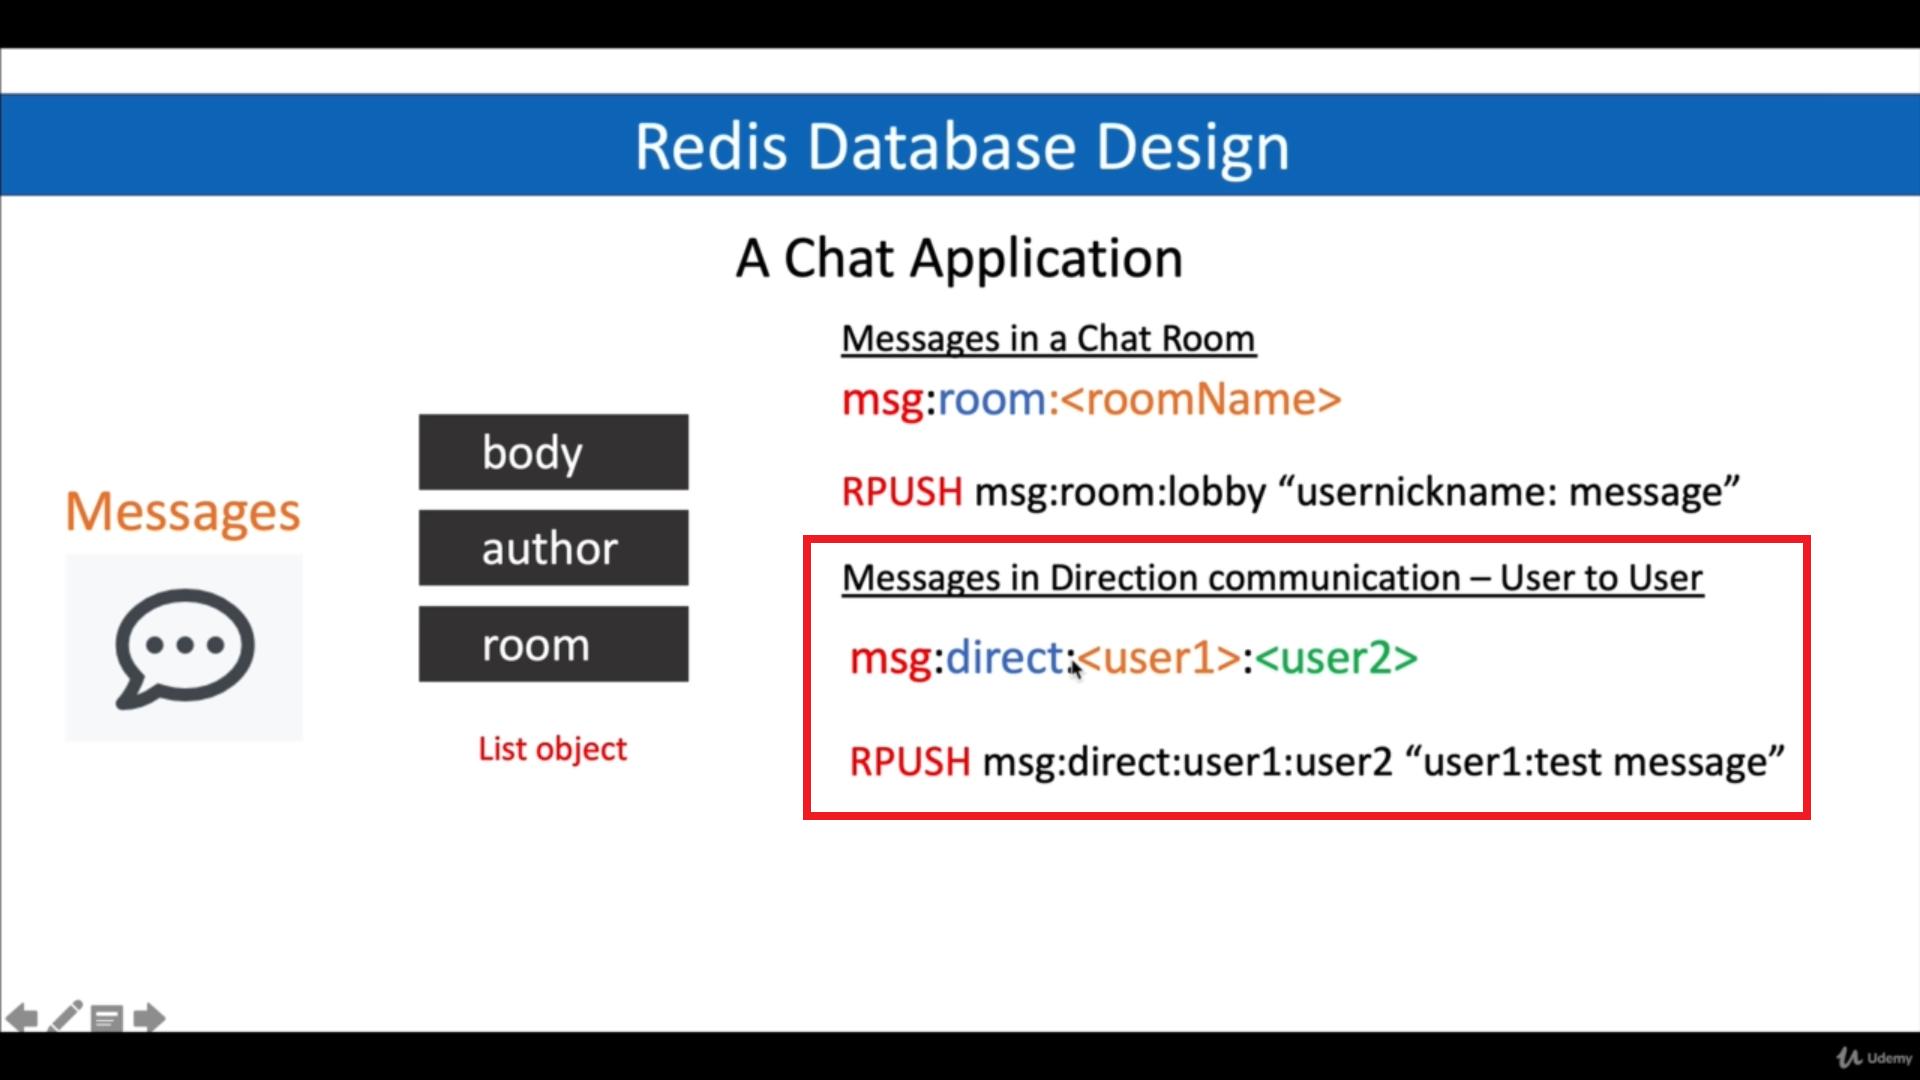 Redis Database Design
A Chat Application
Messages
body
author
room
List object
Messages in a Chat Room
msg:room:<roomName>
RPUSH msg:room:lobby “usernickname: message”
Messages in Direction communication – User to User
msg:direct:<user1>:<user2>
RPUSH msg:direct:user1:user2 “user1:test message”
Udemy